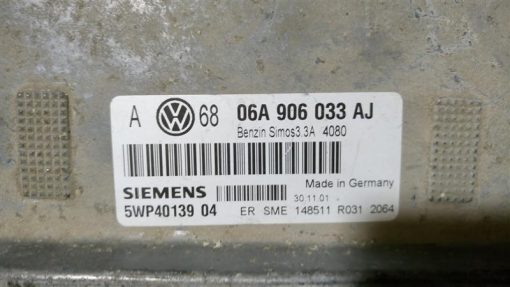 A VW 68 06A 906 033 AJ
Benzin Simos3.3A 4080
Made in Germany
SIEMENS 30.11.01
5WP40139 04 ER SME 148511 R031 2064